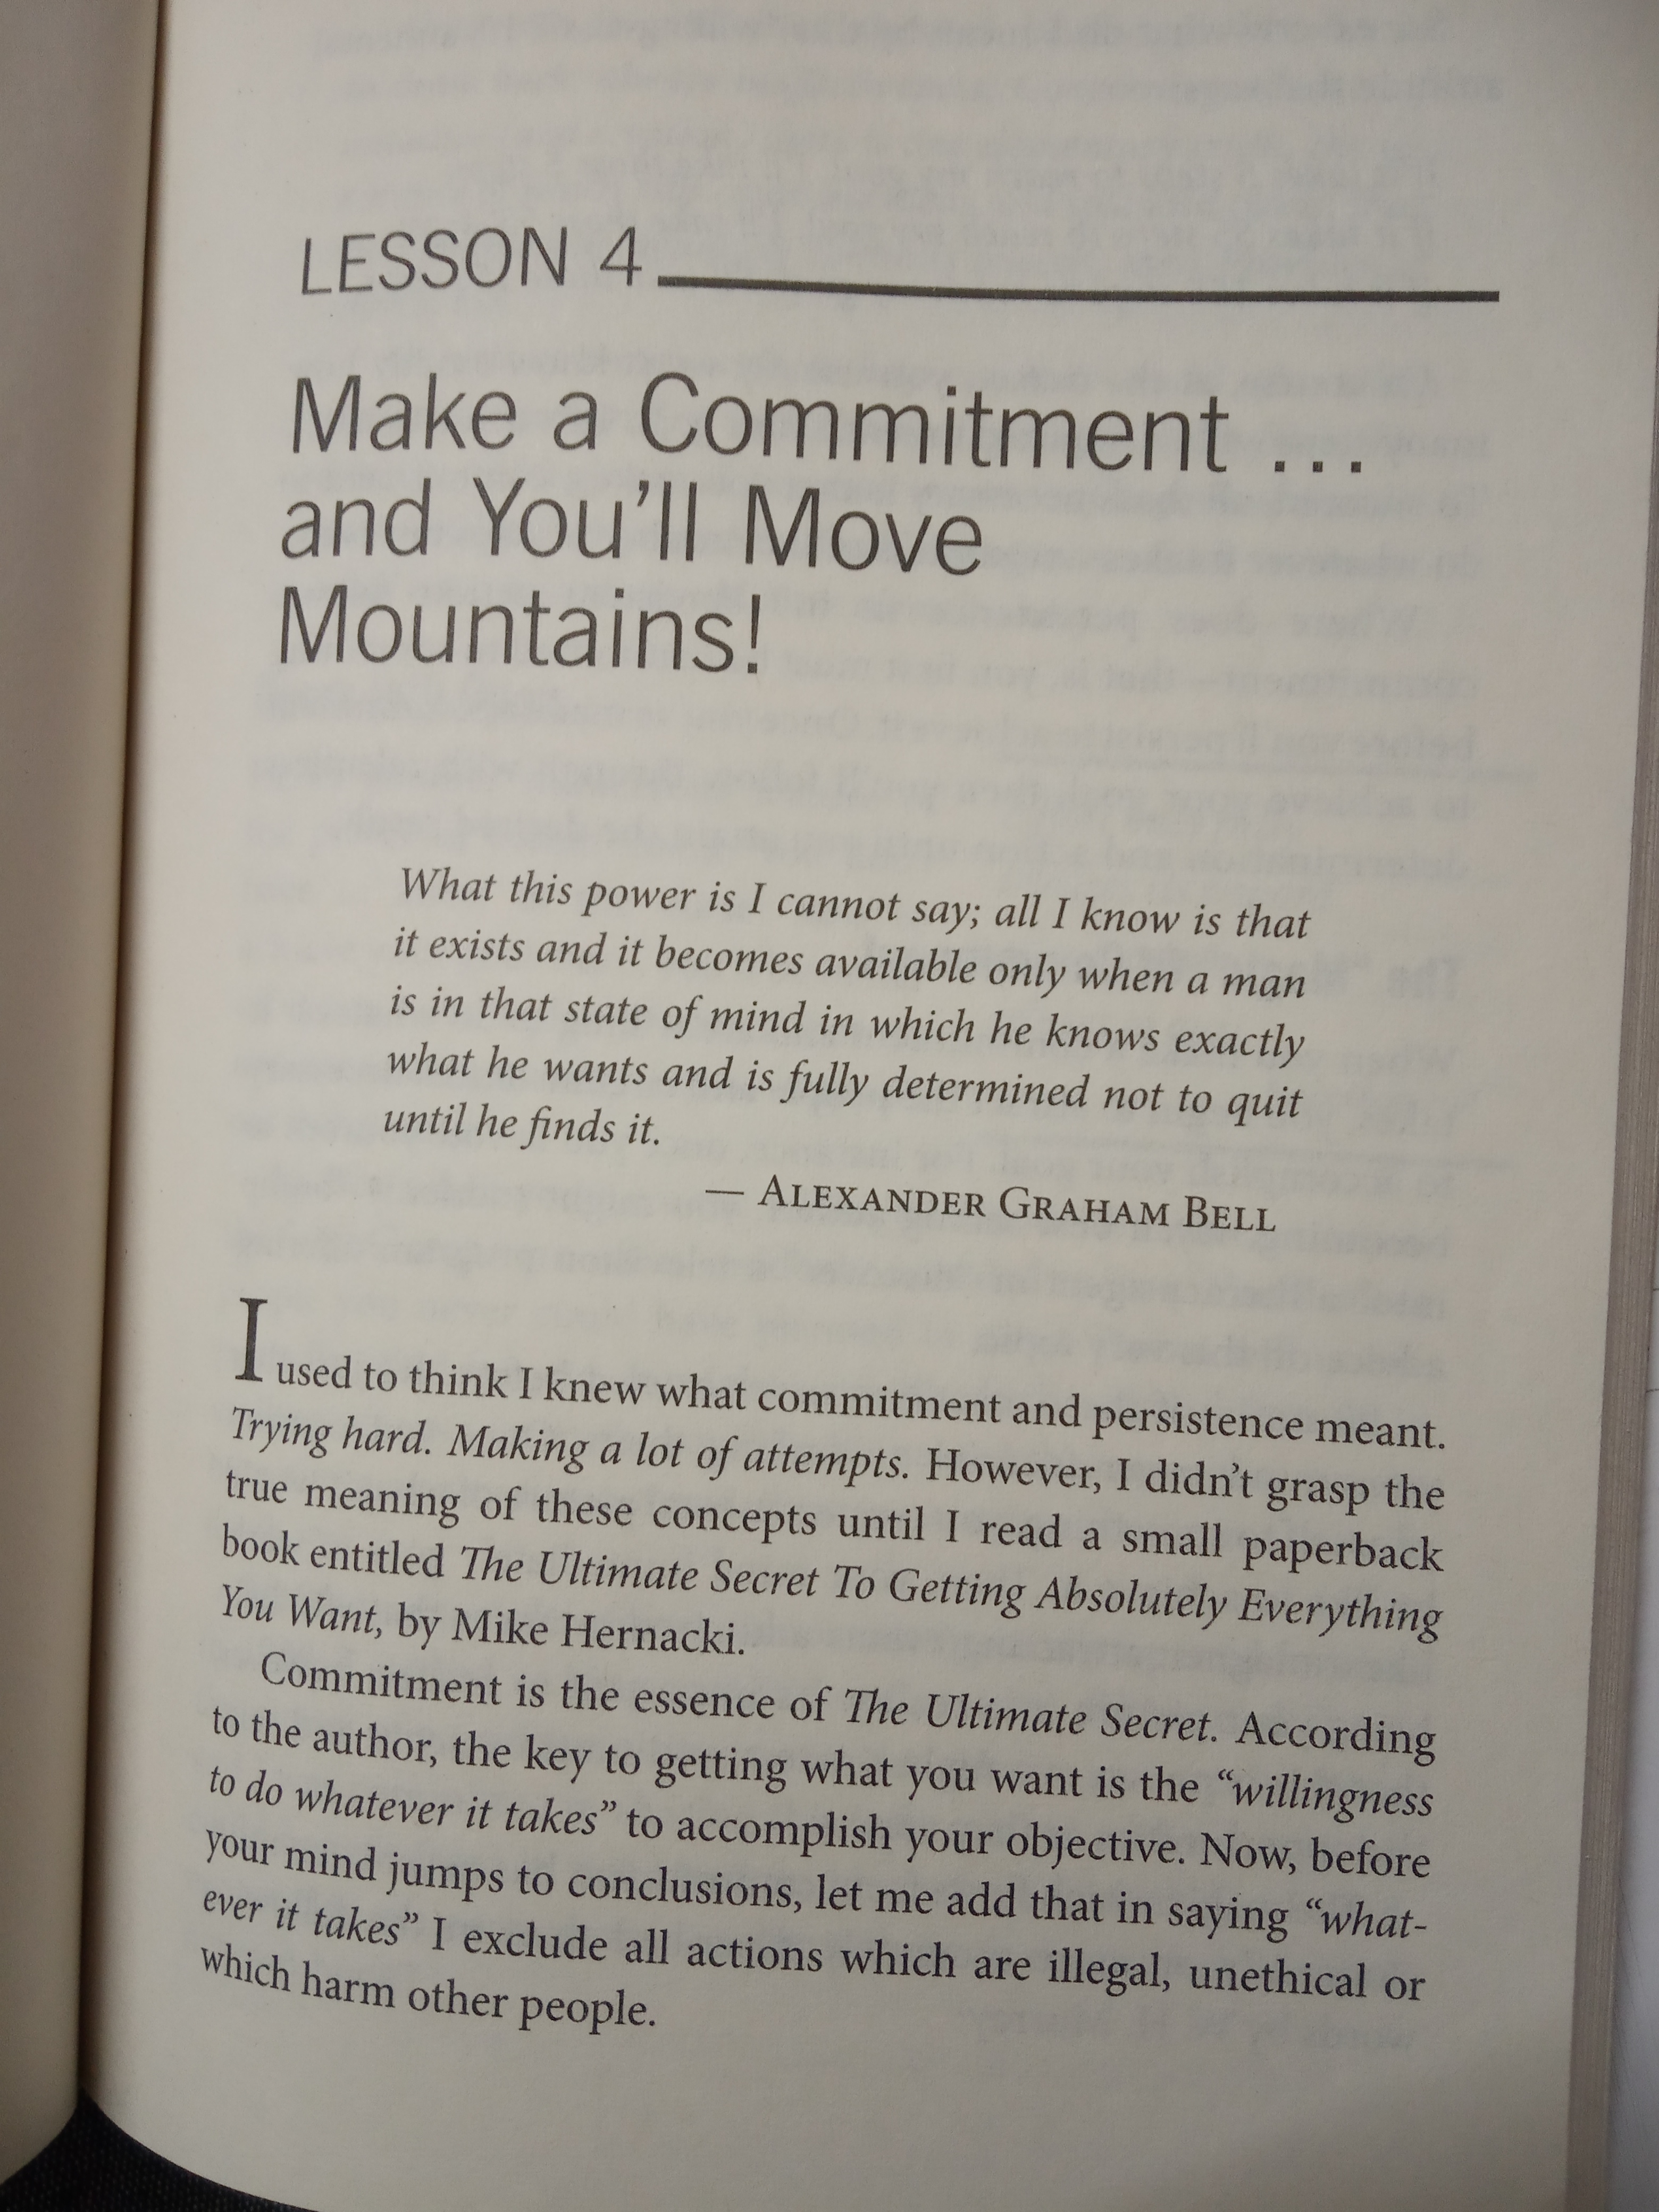 LESSON 4
Make a Commitment ...
and You'll Move
Mountains!
What this power is I cannot say; all I know is that
it exists and it becomes available only when a man
is in that state of mind in which he knows exactly
what he wants and is fully determined not to quit
until he finds it.
— ALEXANDER GRAHAM BELL
I used to think I knew what commitment and persistence meant.
Trying hard. Making a lot of attempts. However, I didn't grasp the
true meaning of these concepts until I read a small paperback
book entitled The Ultimate Secret To Getting Absolutely Everything
You Want, by Mike Hernacki.
Commitment is the essence of The Ultimate Secret. According
to the author, the key to getting what you want is the “willingness
to do whatever it takes” to accomplish your objective. Now, before
your mind jumps to conclusions, let me add that in saying “what-
ever it takes” I exclude all actions which are illegal, unethical or
which harm other people.